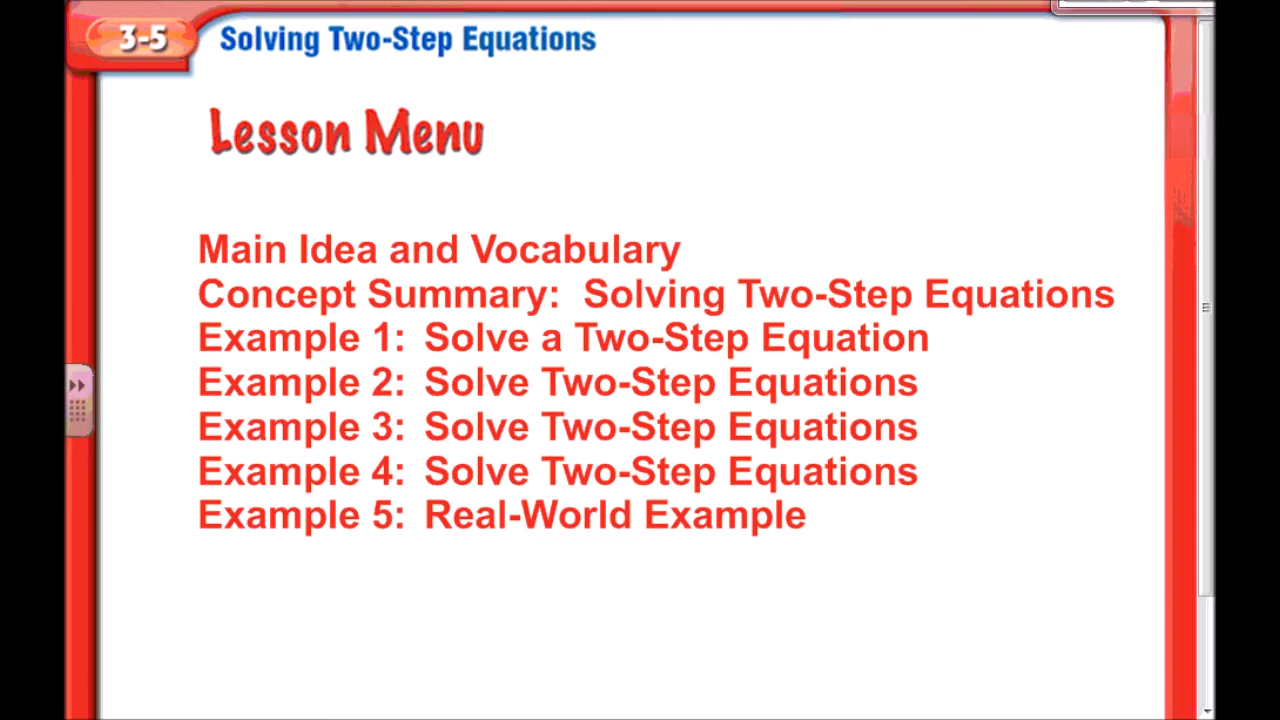 3-5 Solving Two-Step Equations
Lesson Menu
Main Idea and Vocabulary
Concept Summary: Solving Two-Step Equations
Example 1: Solve a Two-Step Equation
Example 2: Solve Two-Step Equations
Example 3: Solve Two-Step Equations
Example 4: Solve Two-Step Equations
Example 5: Real-World Example